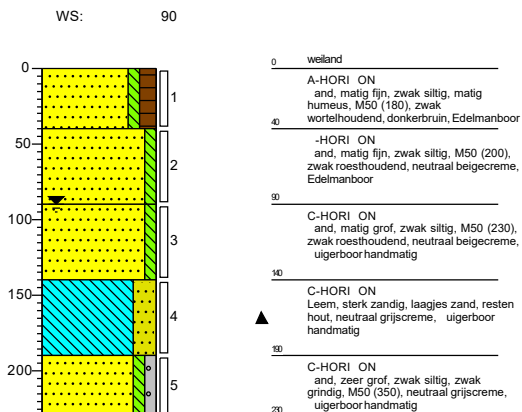 WS: 90
0
50
100
150
200
1
2
3
4
5
0 weiland
A-HORI ON
and, matig fijn, zwak siltig, matig
humeus, M50 (180), zwak
wortelhoudend, donkerbruin, Edelmanboor
40
-HORI ON
and, matig fijn, zwak siltig, M50 (200),
zwak roesthoudend, neutraal beigecreme,
Edelmanboor
90
C-HORI ON
and, matig grof, zwak siltig, M50 (230),
zwak roesthoudend, neutraal beigecreme,
uigerboor handmatig
140
C-HORI ON
Leem, sterk zandig, laagjes zand, resten
hout, neutraal grijscreme, uigerboor
handmatig
190
C-HORI ON
and, zeer grof, zwak siltig, zwak
grindig, M50 (350), neutraal grijscreme,
uigerboor handmatig
230